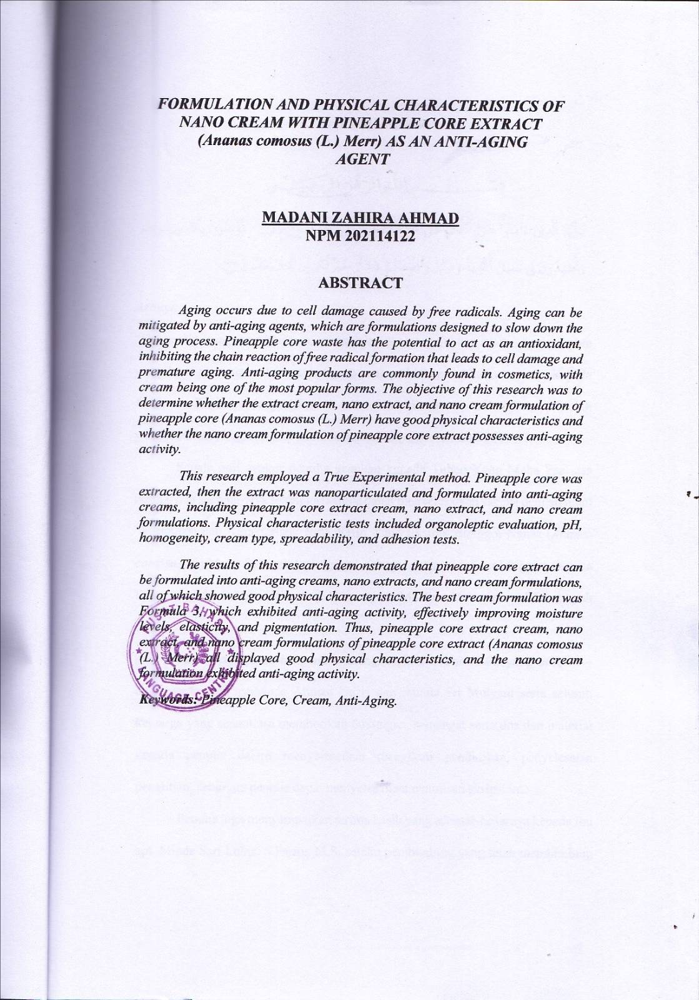 FORMULATION AND PHYSICAL CHARACTERISTICS OF
NANO CREAM WITH PINEAPPLE CORE EXTRACT
(Ananas comosus (L.) Merr) AS AN ANTI-AGING
AGENT
MADANI ZAHIRA AHMAD
NPM 202114122
ABSTRACT
Aging occurs due to cell damage caused by free radicals. Aging can be
mitigated by anti-aging agents, which are formulations designed to slow down the
aging process. Pineapple core waste has the potential to act as an antioxidant,
inhibiting the chain reaction of free radical formation that leads to cell damage and
premature aging. Anti-aging products are commonly found in cosmetics, with
cream being one of the most popular forms. The objective of this research was to
determine whether the extract cream, nano extract, and nano cream formulation of
pineapple core (Ananas comosus (L.) Merr) have good physical characteristics and
whether the nano cream formulation of pineapple core extract possesses anti-aging
activity.
This research employed a True Experimental method. Pineapple core was
extracted, then the extract was nanoparticulated and formulated into anti-aging
creams, including pineapple core extract cream, nano extract, and nano cream
formulations. Physical characteristic tests included organoleptic evaluation, pH,
homogeneity, cream type, spreadability, and adhesion tests.
The results of this research demonstrated that pineapple core extract can
be formulated into anti-aging creams, nano extracts, and nano cream formulations,
all of which showed good physical characteristics. The best cream formulation was
Formula 3, which exhibited anti-aging activity, effectively improving moisture
levels, elasticity, and pigmentation. Thus, pineapple core extract cream, nano
extract, and nano cream formulations of pineapple core extract (Ananas comosus
(L.) Merr) all displayed good physical characteristics, and the nano cream
formulation exhibited anti-aging activity.
Keywords: Pineapple Core, Cream, Anti-Aging.
PUSAT BAHASA
LANGUAGE CENTRE